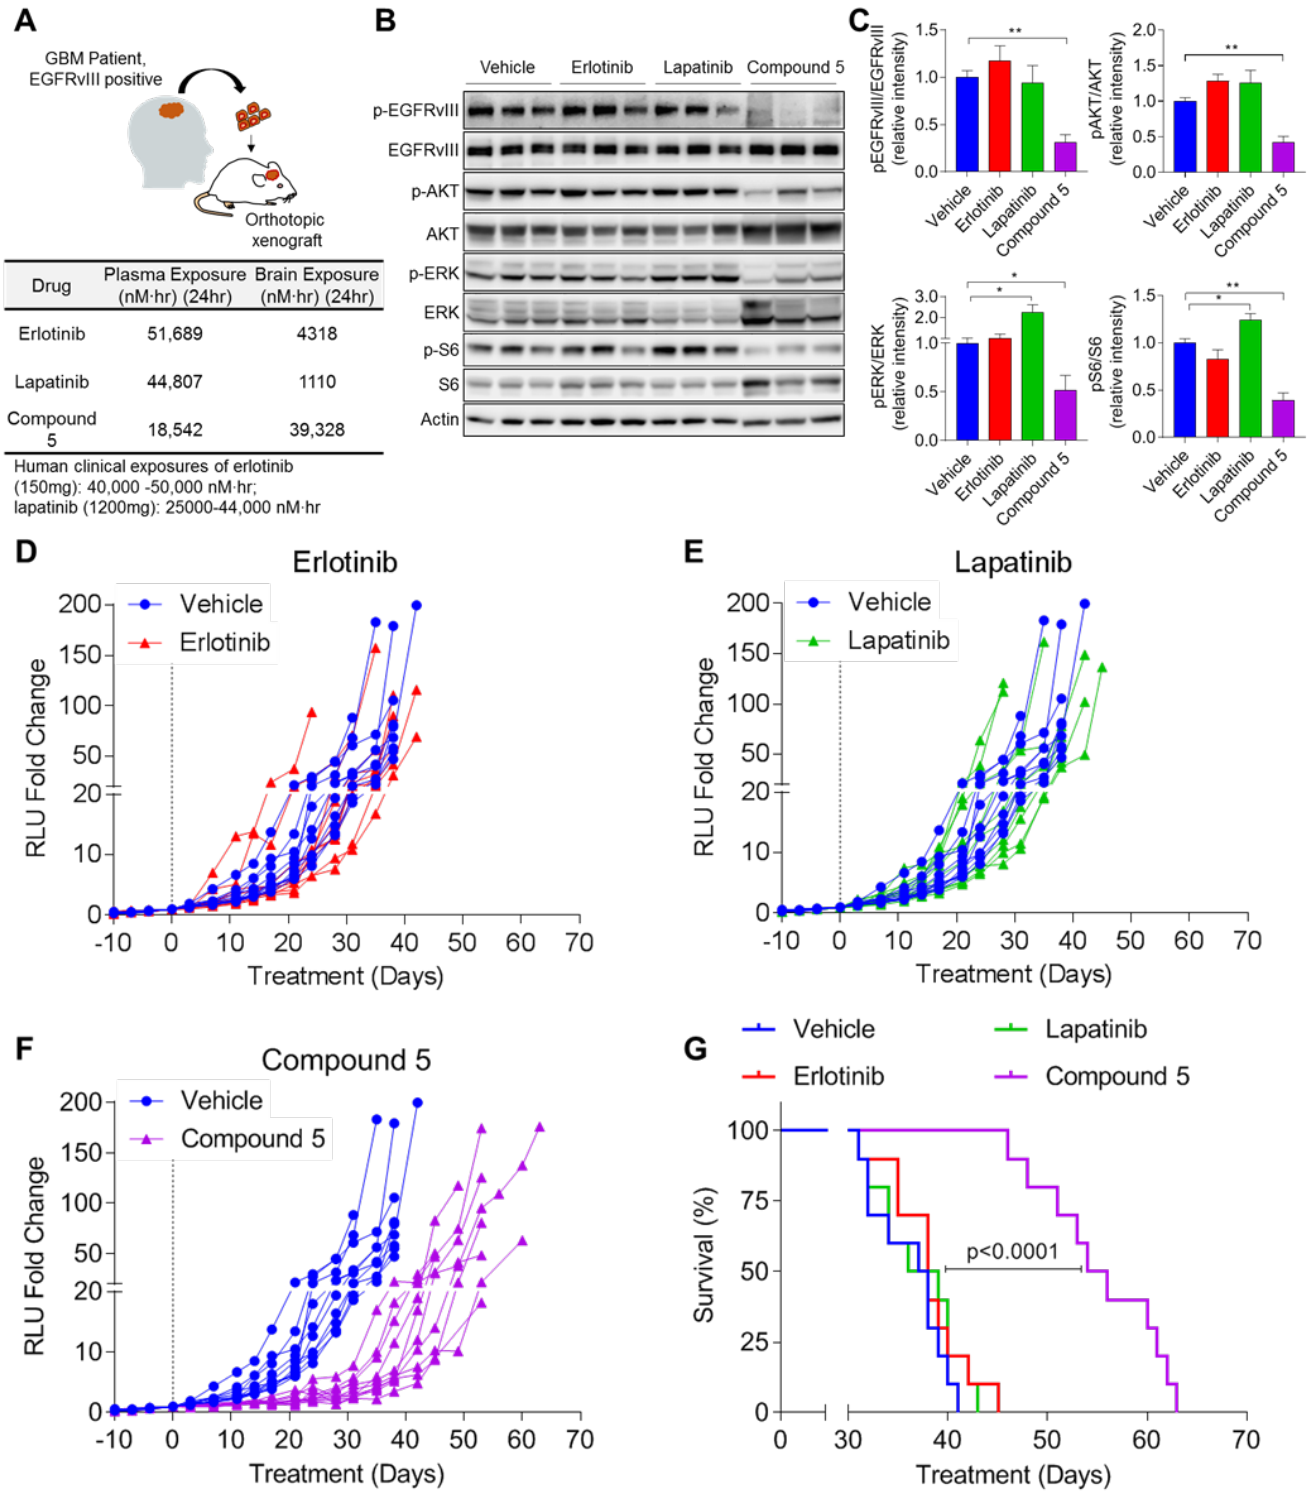 A
GBM Patient,
EGFRvIII positive
Orthotopic
xenograft
Drug
Plasma Exposure
(nM·hr) (24hr)
Brain Exposure
(nM·hr) (24hr)
Erlotinib 51,689 4318
Lapatinib 44,807 1110
Compound
5
18,542 39,328
Human clinical exposures of erlotinib
(150mg): 40,000 -50,000 nM·hr;
lapatinib (1200mg): 25000-44,000 nM·hr
B
Vehicle Erlotinib Lapatinib Compound 5
p-EGFRvIII
EGFRvIII
p-AKT
AKT
p-ERK
ERK
p-S6
S6
Actin
C
pEGFRvIII/EGFRvIII
(relative intensity)
1.5
1.0
0.5
0.0
**
Vehicle
Erlotinib
Lapatinib
Compound 5
pAKT/AKT
(relative intensity)
2.0
1.5
1.0
0.5
0.0
**
Vehicle
Erlotinib
Lapatinib
Compound 5
pERK/ERK
(relative intensity)
3.0
2.0
1.0
0.5
0.0
*
*
Vehicle
Erlotinib
Lapatinib
Compound 5
pS6/S6
(relative intensity)
1.5
1.0
0.5
0.0
**
*
Vehicle
Erlotinib
Lapatinib
Compound 5
D
Erlotinib
Vehicle
Erlotinib
RLU Fold Change
200
150
100
50
20
10
0
-10 0 10 20 30 40 50 60 70
Treatment (Days)
E
Lapatinib
Vehicle
Lapatinib
RLU Fold Change
200
150
100
50
20
10
0
-10 0 10 20 30 40 50 60 70
Treatment (Days)
F
Compound 5
Vehicle
Compound 5
RLU Fold Change
200
150
100
50
20
10
0
-10 0 10 20 30 40 50 60 70
Treatment (Days)
G
Vehicle Lapatinib
Erlotinib Compound 5
Survival (%)
100
75
50
25
0
p<0.0001
0 30 40 50 60 70
Treatment (Days)